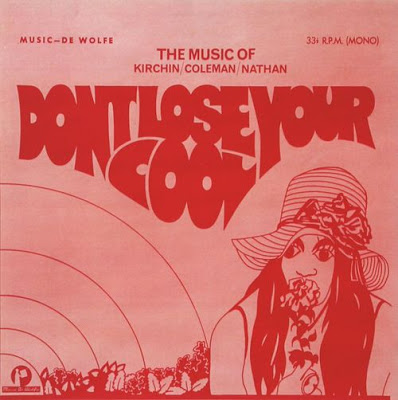 MUSIC—DE WOLFE
33⅓ R.P.M. (MONO)
THE MUSIC OF
KIRCHIN/COLEMAN/NATHAN
DON'T LOSE YOUR
COOL